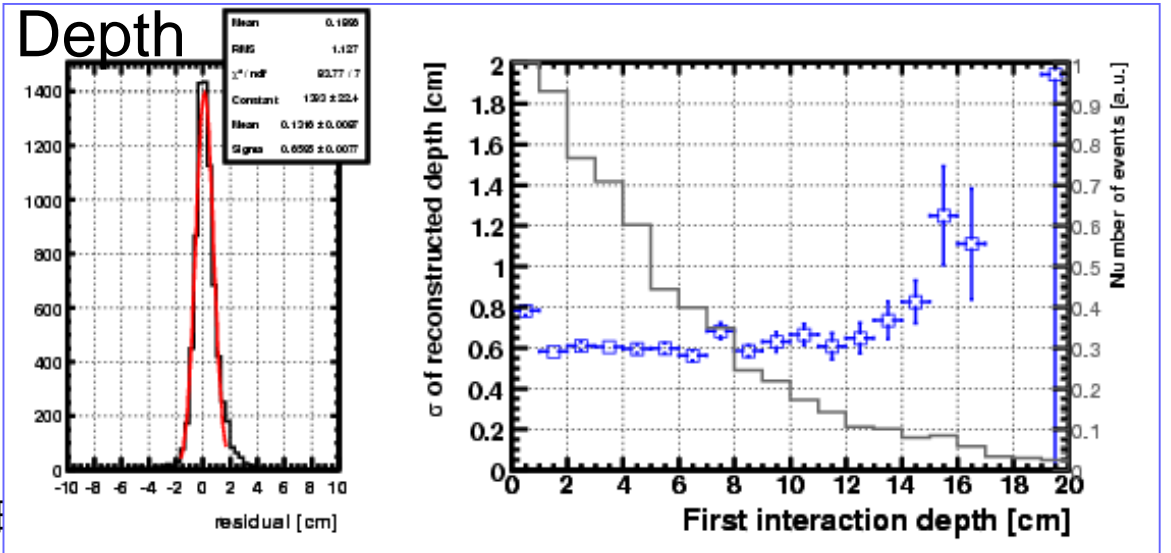 Depth
Mean 0.1996
RMS 1.127
χ² / ndf 93.77 / 7
Constant 1393 ± 22.4
Mean 0.1316 ± 0.0097
Sigma 0.6595 ± 0.0077
1400
1200
1000
800
600
400
200
0
-10 -8 -6 -4 -2 0 2 4 6 8 10
residual [cm]
σ of reconstructed depth [cm]
2
1.8
1.6
1.4
1.2
1
0.8
0.6
0.4
0.2
0
0 2 4 6 8 10 12 14 16 18 20
First interaction depth [cm]
1
0.9
0.8
0.7
0.6
0.5
0.4
0.3
0.2
0.1
0
Number of events [a.u.]